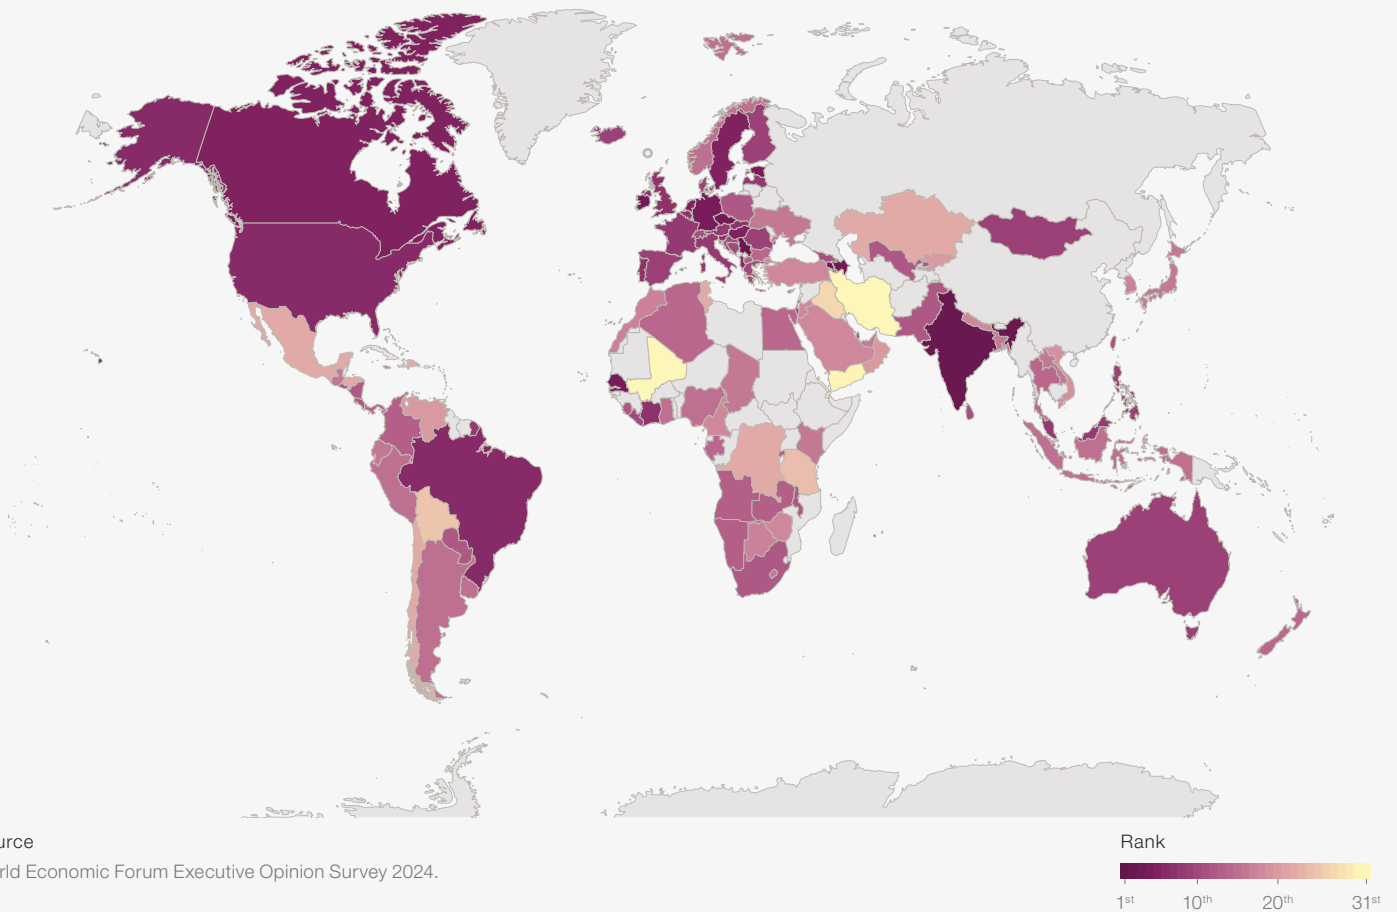 urce
rld Economic Forum Executive Opinion Survey 2024.
Rank
1st
10th
20th
31st